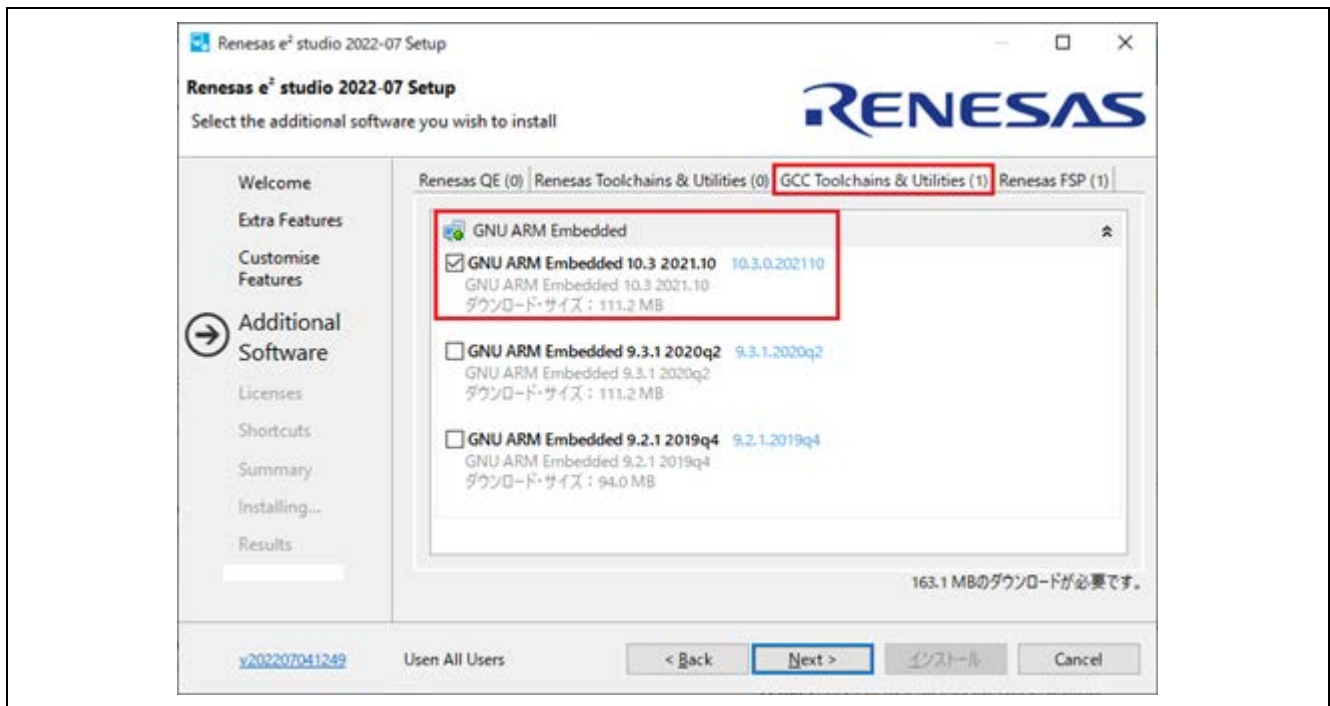 Renesas e² studio 2022-07 Setup
Renesas e² studio 2022-07 Setup
Select the additional software you wish to install
RENESAS
Welcome
Extra Features
Customise
Features
Additional
Software
Licenses
Shortcuts
Summary
Installing...
Results
Renesas QE (0) Renesas Toolchains & Utilities (0) GCC Toolchains & Utilities (1) Renesas FSP (1)
GNU ARM Embedded
GNU ARM Embedded 10.3 2021.10 10.3.0.202110
GNU ARM Embedded 10.3 2021.10
ダウンロード・サイズ：111.2 MB
GNU ARM Embedded 9.3.1 2020q2 9.3.1.2020q2
GNU ARM Embedded 9.3.1 2020q2
ダウンロード・サイズ：111.2 MB
GNU ARM Embedded 9.2.1 2019q4 9.2.1.2019q4
GNU ARM Embedded 9.2.1 2019q4
ダウンロード・サイズ：94.0 MB
163.1 MBのダウンロードが必要です。
v202207041249 Usen All Users < Back Next > インストール Cancel